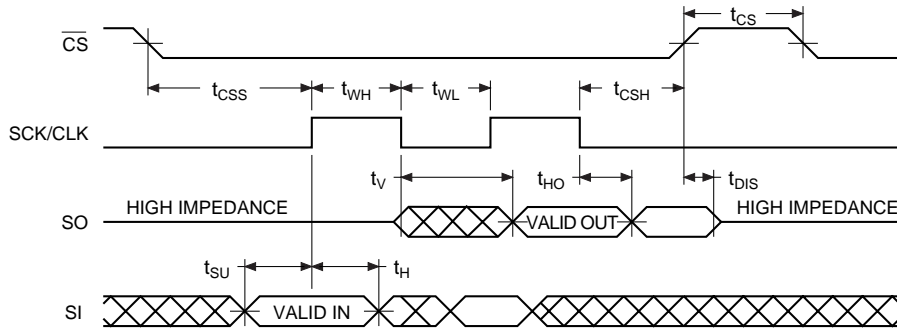 t_CS
CS
t_CSS t_WH t_WL t_CSH
SCK/CLK
t_V t_HO t_DIS
HIGH IMPEDANCE HIGH IMPEDANCE
SO VALID OUT
t_SU t_H
SI VALID IN